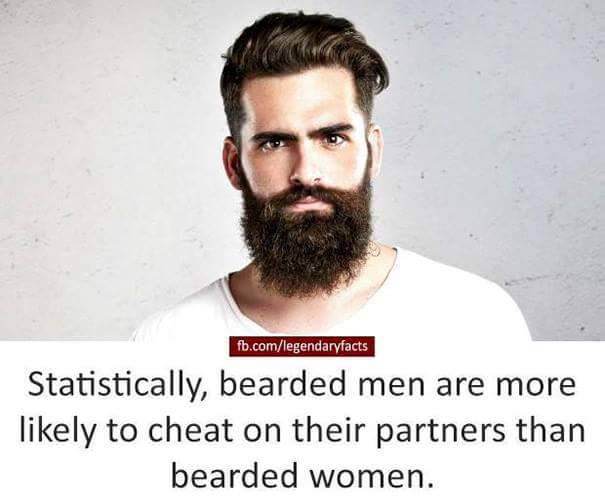 fb.com/legendaryfacts
Statistically, bearded men are more
likely to cheat on their partners than
bearded women.